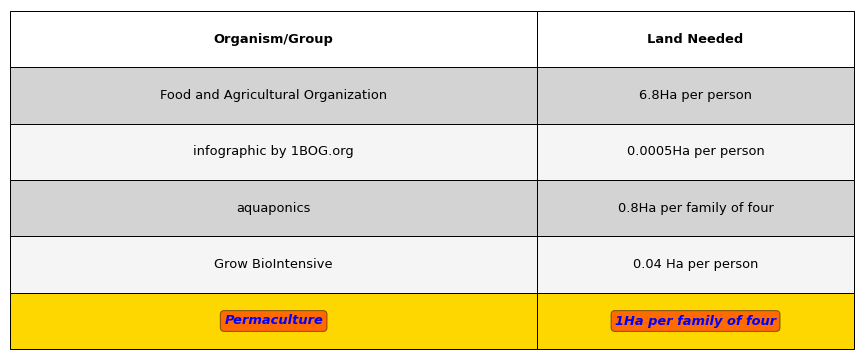 Organism/Group Land Needed
Food and Agricultural Organization 6.8Ha per person
infographic by 1BOG.org 0.0005Ha per person
aquaponics 0.8Ha per family of four
Grow BioIntensive 0.04 Ha per person
Permaculture 1Ha per family of four